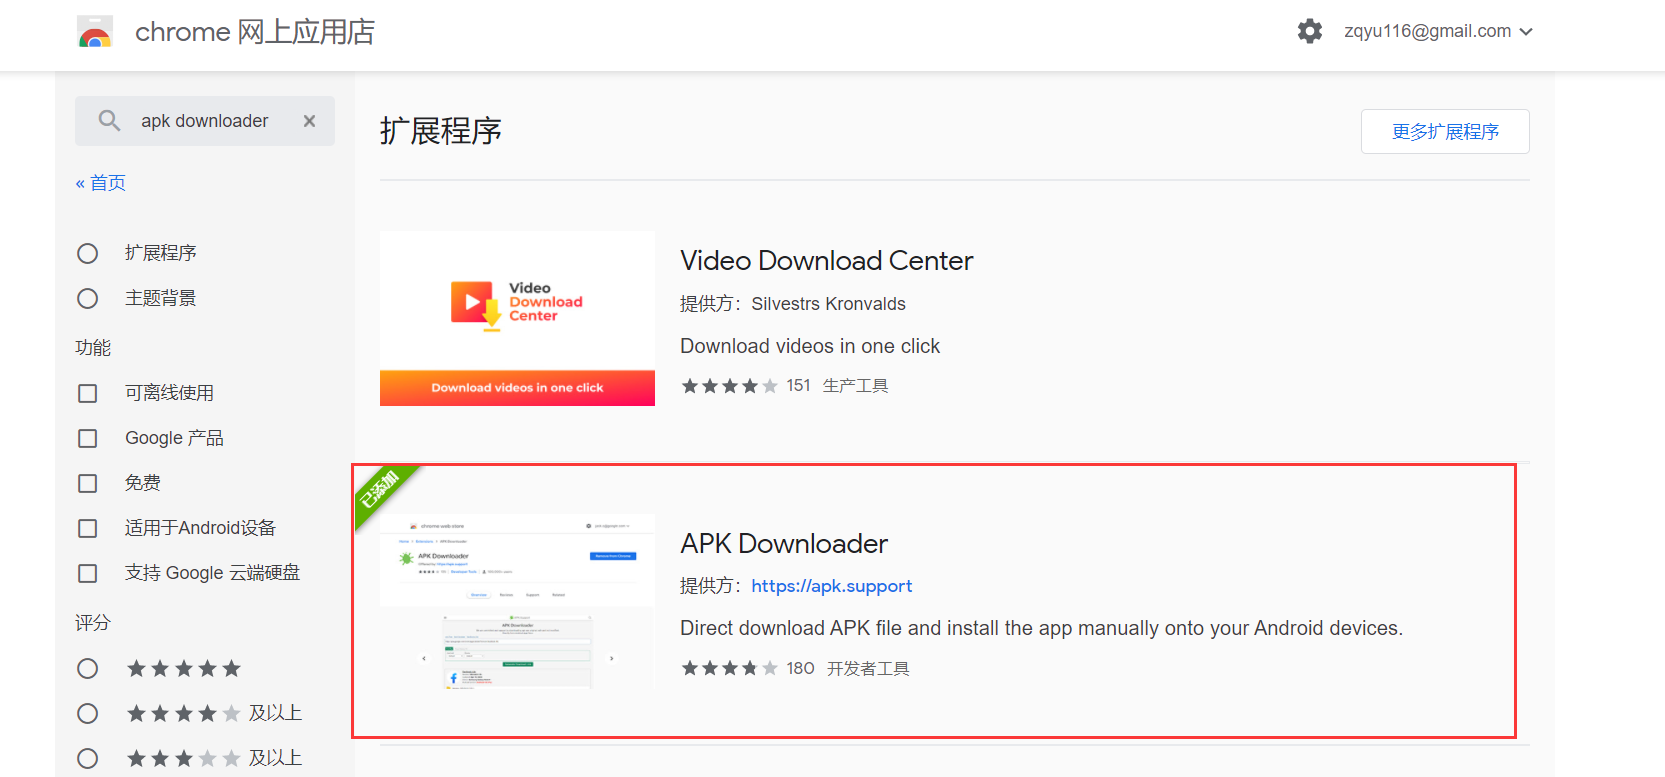 chrome 网上应用店
zqyu116@gmail.com
apk downloader
« 首页
扩展程序
主题背景
功能
可离线使用
Google 产品
免费
适用于Android设备
支持 Google 云端硬盘
评分
及以上
及以上
扩展程序
更多扩展程序
Video
Download
Center
Download videos in one click
Video Download Center
提供方： Silvestrs Kronvalds
Download videos in one click
151 生产工具
已添加
chrome web store
APK Downloader
APK Downloader
APK Downloader
提供方： https://apk.support
Direct download APK file and install the app manually onto your Android devices.
180 开发者工具